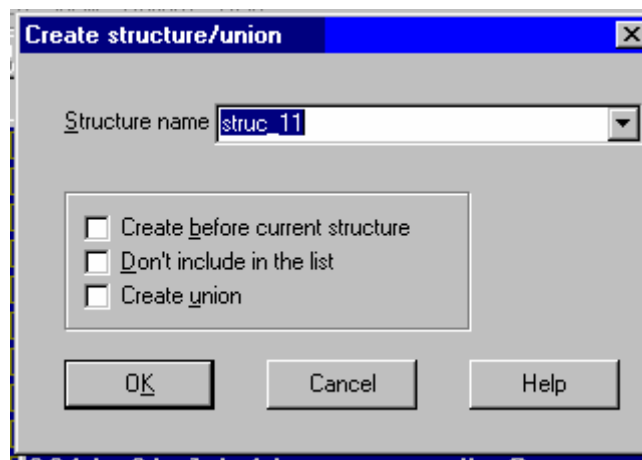 Create structure/union
Structure name struc_11
Create before current structure
Don't include in the list
Create union
OK Cancel Help